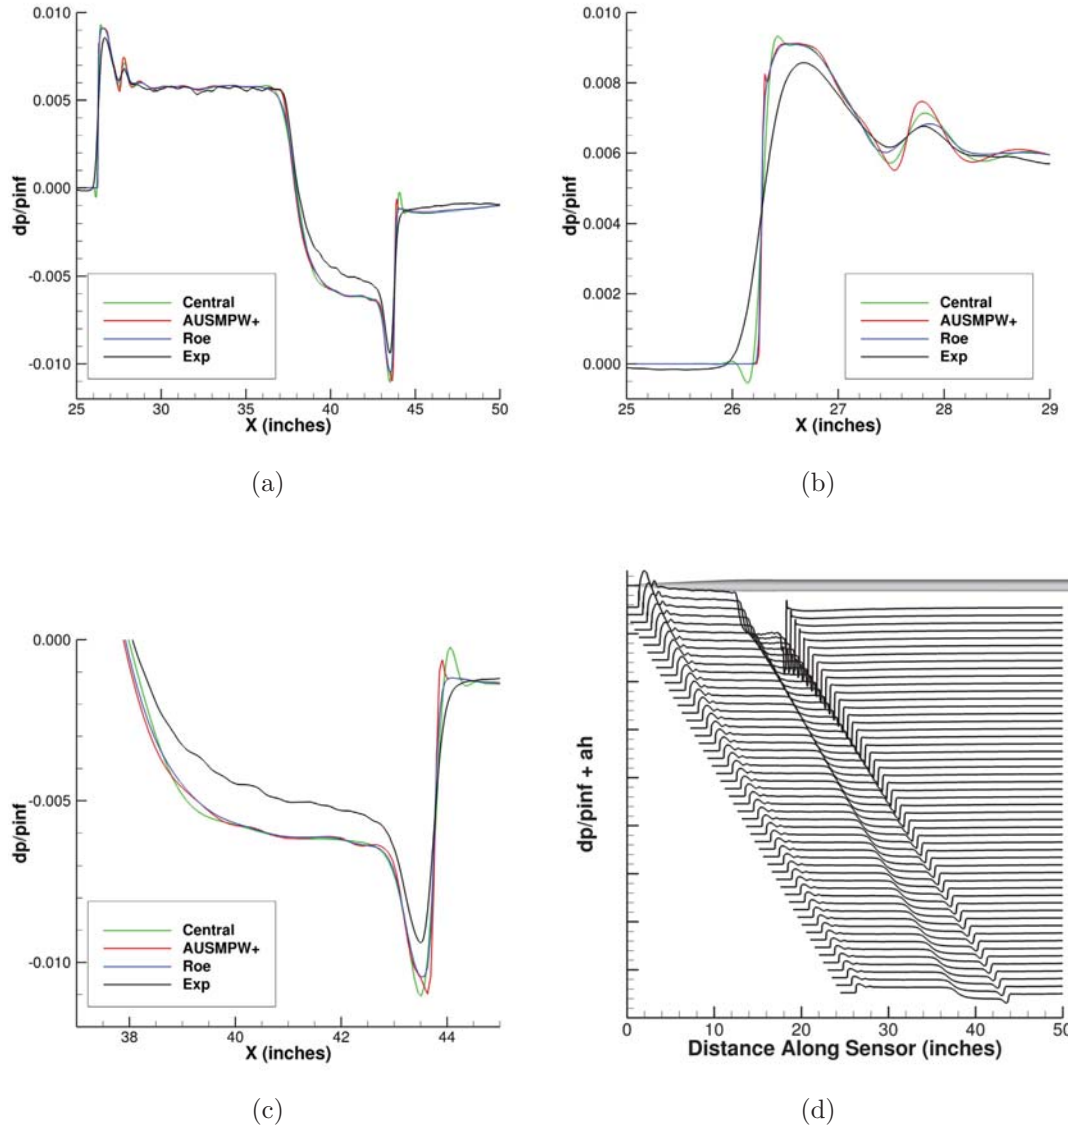 0.010
0.005
0.000
-0.005
-0.010
dp/pinf
Central
AUSMPW+
Roe
Exp
25 30 35 40 45 50
X (inches)
(a)
0.010
0.008
0.006
0.004
0.002
0.000
dp/pinf
Central
AUSMPW+
Roe
Exp
25 26 27 28 29
X (inches)
(b)
0.000
-0.005
-0.010
dp/pinf
Central
AUSMPW+
Roe
Exp
38 40 42 44
X (inches)
(c)
dp/pinf + ah
0 10 20 30 40 50
Distance Along Sensor (inches)
(d)